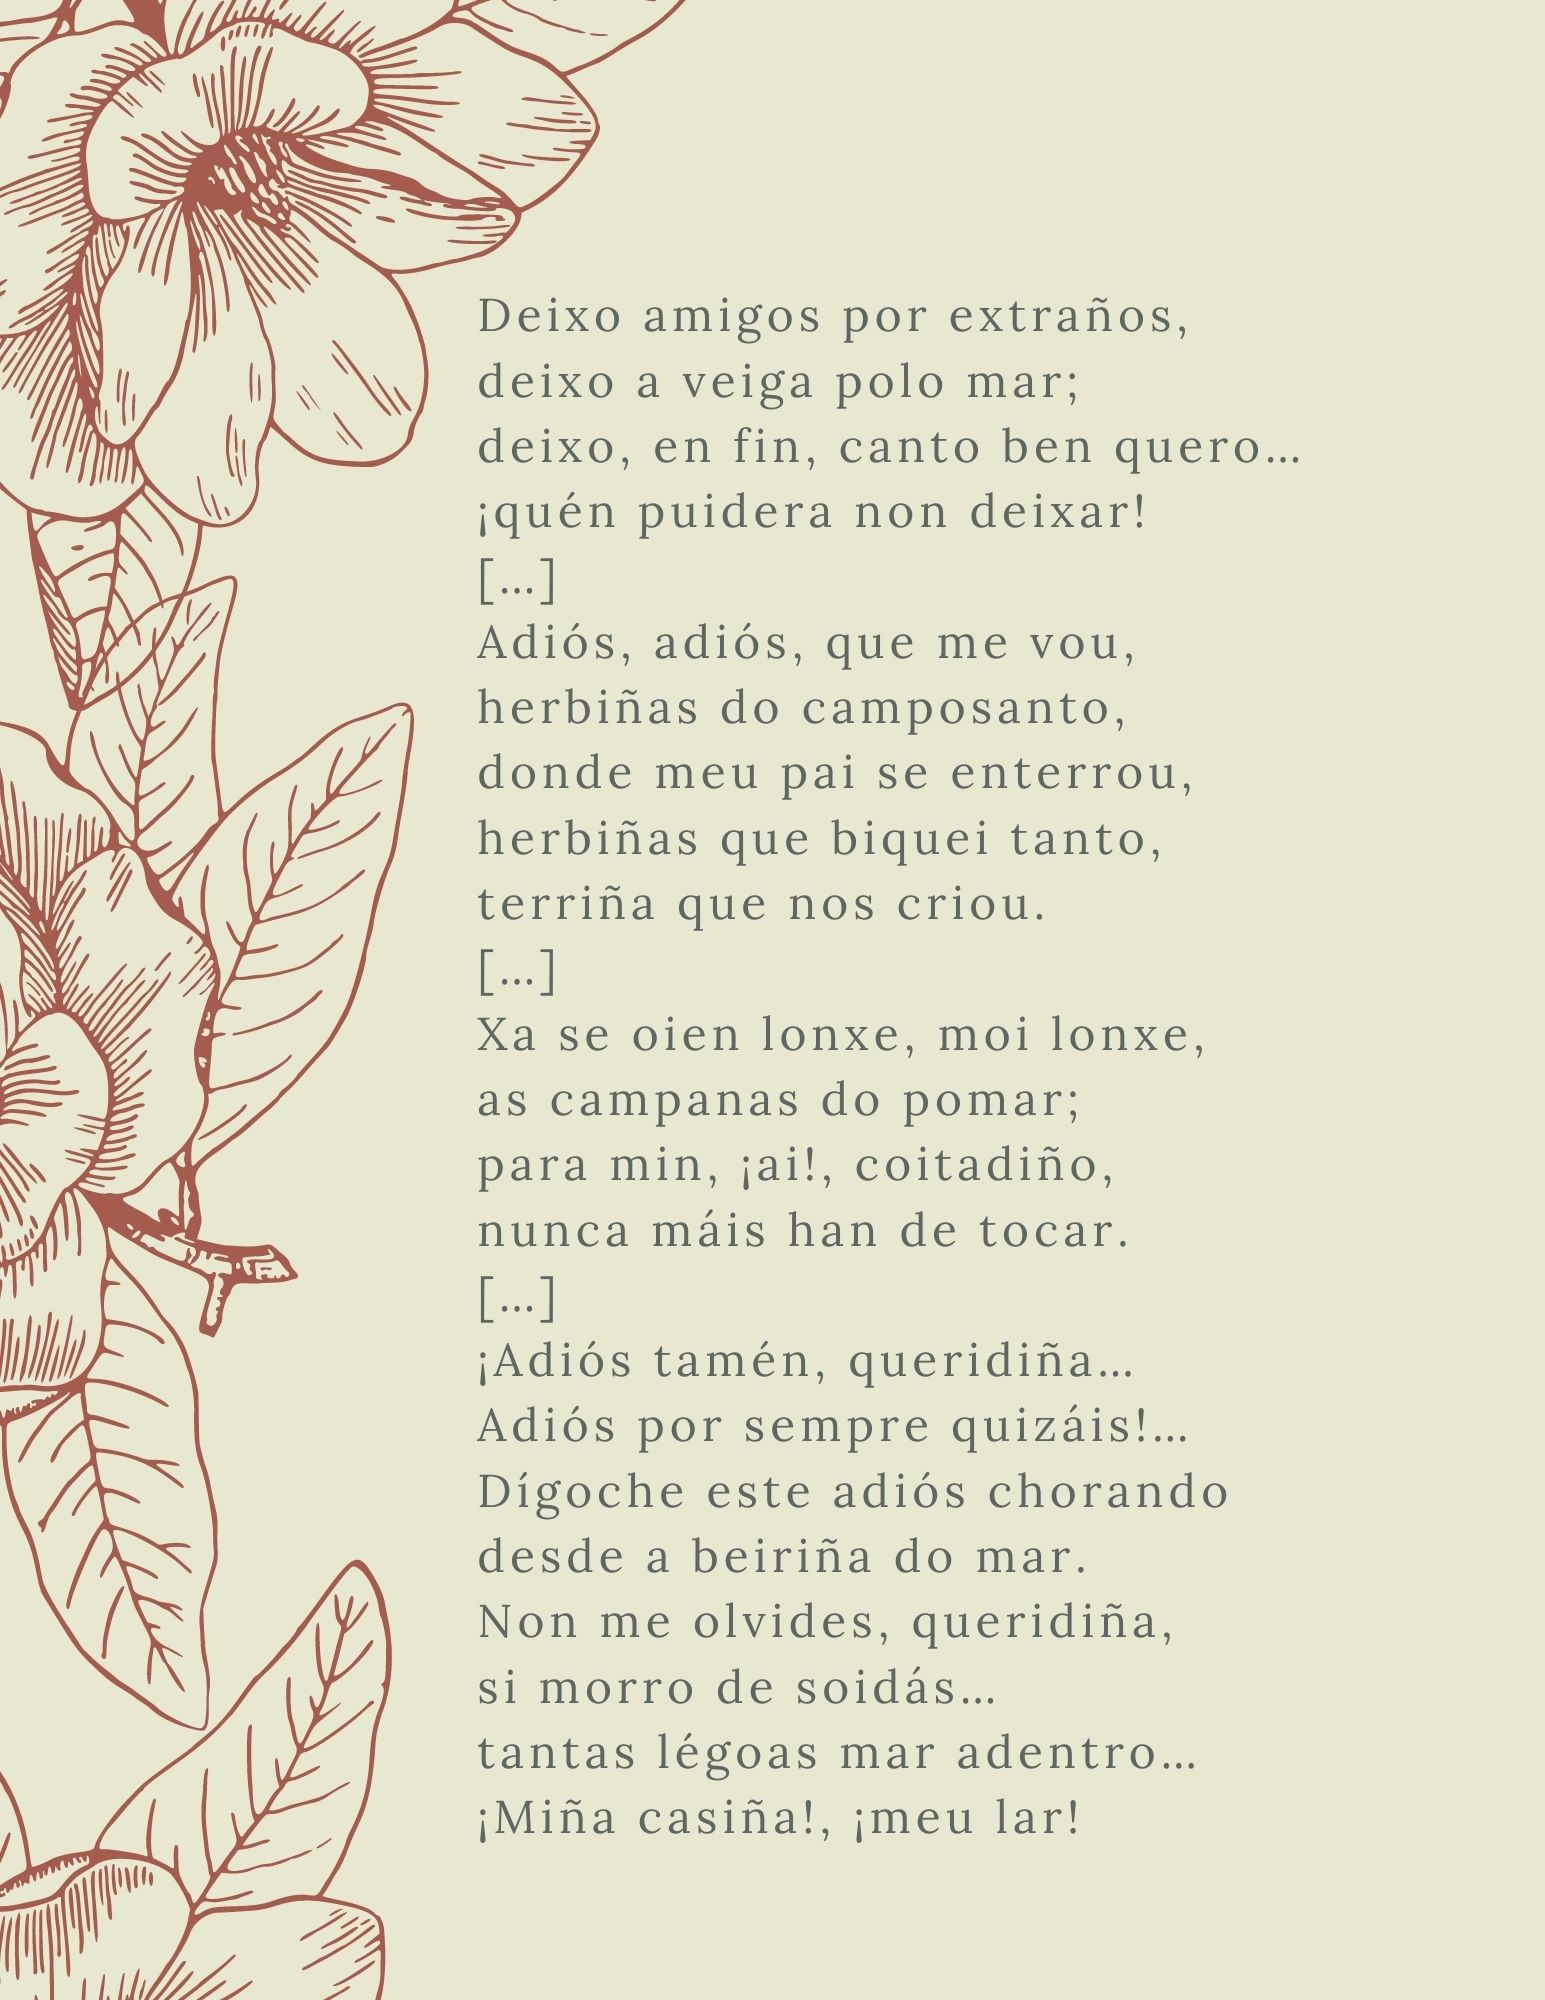 Deixo amigos por extraños,
deixo a veiga polo mar;
deixo, en fin, canto ben quero...
¡quén puidera non deixar!
[...]
Adiós, adiós, que me vou,
herbiñas do camposanto,
donde meu pai se enterrou,
herbiñas que biquei tanto,
terriña que nos criou.
[...]
Xa se oien lonxe, moi lonxe,
as campanas do pomar;
para min, ¡ai!, coitadiño,
nunca máis han de tocar.
[...]
¡Adiós tamén, queridiña...
Adiós por sempre quizáis!...
Dígoche este adiós chorando
desde a beiriña do mar.
Non me olvides, queridiña,
si morro de soidás...
tantas légoas mar adentro...
¡Miña casiña!, ¡meu lar!